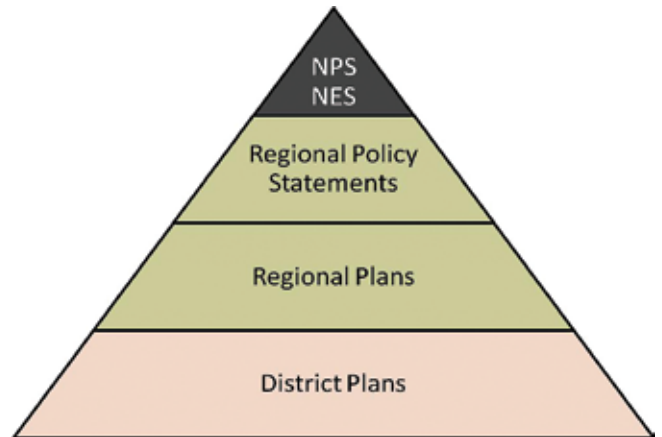 NPS
NES
Regional Policy
Statements
Regional Plans
District Plans